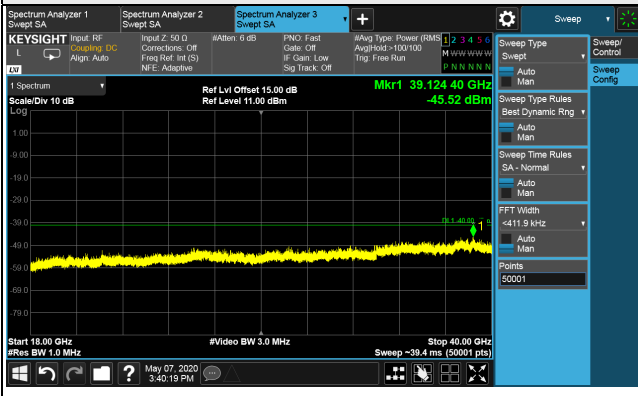 Spectrum Analyzer 1
Swept SA
Spectrum Analyzer 2
Swept SA
Spectrum Analyzer 3
Swept SA
Sweep
KEYSIGHT
L
LXI
Input: RF
Coupling: DC
Align: Auto
Input Z: 50 Ω
Corrections: Off
Freq Ref: Int (S)
NFE: Adaptive
#Atten: 6 dB
PNO: Fast
Gate: Off
IF Gain: Low
Sig Track: Off
#Avg Type: Power (RMS
Avg|Hold:>100/100
Trig: Free Run
1 2 3 4 5 6
M W W W W W
P N N N N N
1 Spectrum
Scale/Div 10 dB
Log
Ref Lvl Offset 15.00 dB
Ref Level 11.00 dBm
Mkr1 39.124 40 GHz
-45.52 dBm
1.00
-9.00
-19.0
-29.0
-39.0
-49.0
-59.0
-69.0
-79.0
DL1 -40.00
1
Start 18.00 GHz
#Res BW 1.0 MHz
#Video BW 3.0 MHz
Stop 40.00 GHz
Sweep ~39.4 ms (50001 pts)
Sweep Type
Swept
Auto
Man
Sweep Type Rules
Best Dynamic Rng
Auto
Man
Sweep Time Rules
SA - Normal
Auto
Man
FFT Width
<411.9 kHz
Auto
Man
Points
50001
Sweep/
Control
Sweep
Config
?
May 07, 2020
3:40:19 PM